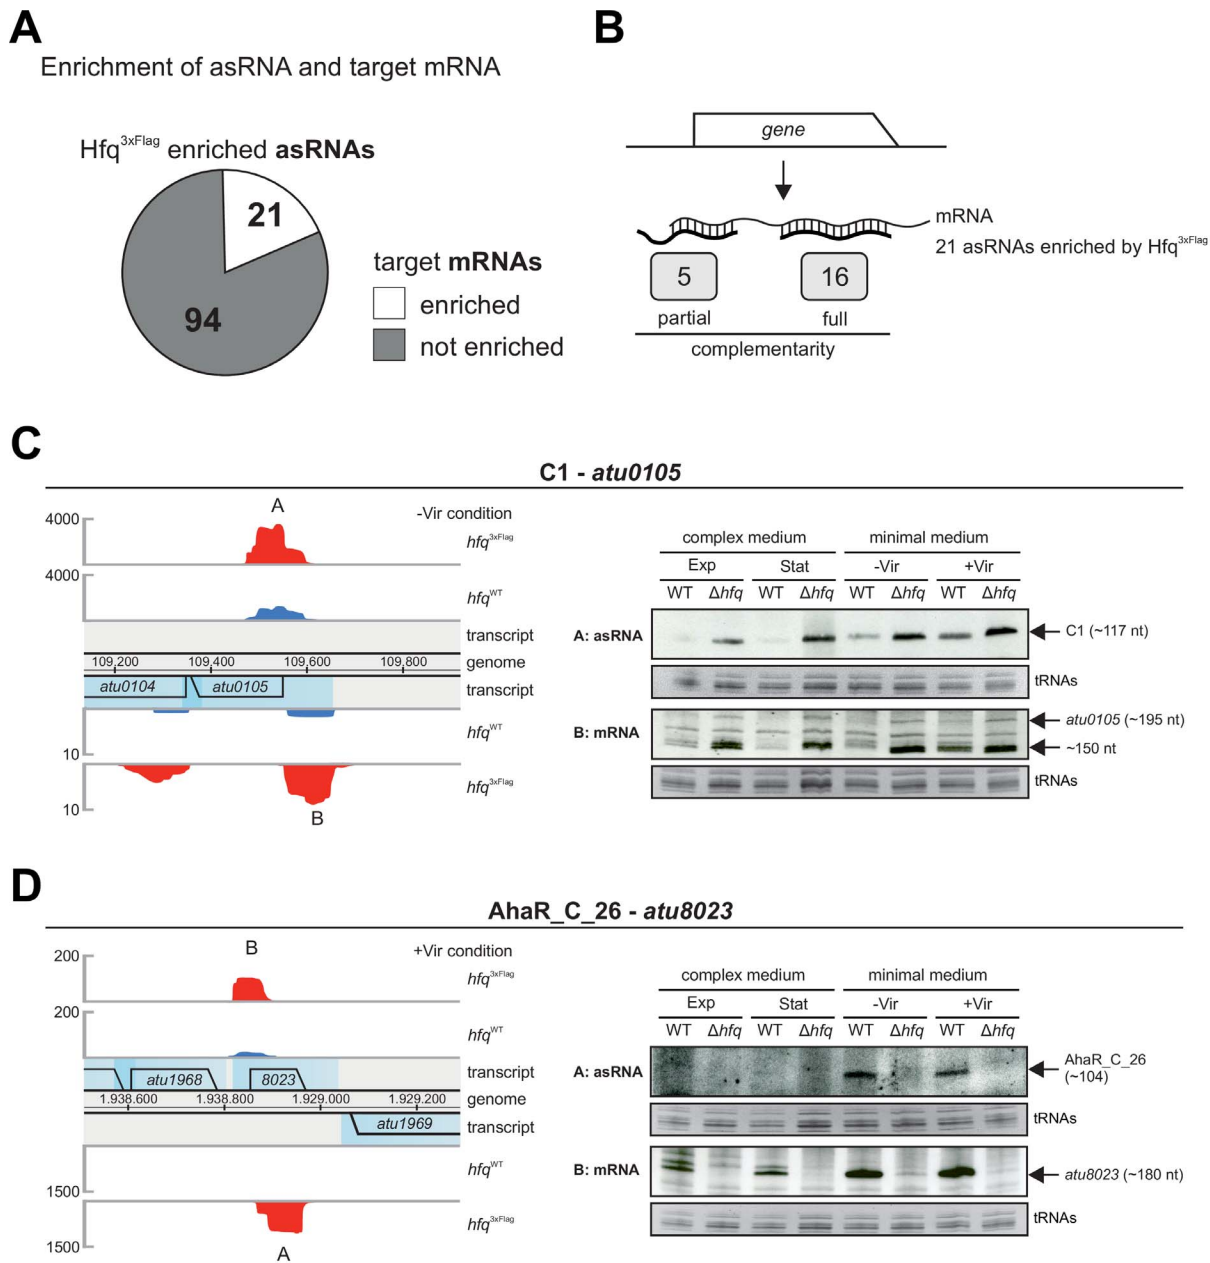 A
Enrichment of asRNA and target mRNA
Hfq3xFlag enriched asRNAs
21
94
target mRNAs
enriched
not enriched
B
gene
mRNA
21 asRNAs enriched by Hfq3xFlag
5 16
partial full
complementarity
C
C1 - atu0105
A
-Vir condition
4000
hfq3xFlag
4000
hfqWT
transcript
109,200 109,400 109,600 109,800
genome
atu0104 atu0105
transcript
hfqWT
10
hfq3xFlag
10
B
complex medium minimal medium
Exp Stat -Vir +Vir
WT Δhfq WT Δhfq WT Δhfq WT Δhfq
A: asRNA
C1 (~117 nt)
tRNAs
B: mRNA
atu0105 (~195 nt)
~150 nt
tRNAs
D
AhaR_C_26 - atu8023
B
+Vir condition
200
hfq3xFlag
200
hfqWT
atu1968 8023
transcript
1.938.600 1.938.800 1.929.000 1.929.200
genome
atu1969
transcript
hfqWT
1500
hfq3xFlag
1500
A
complex medium minimal medium
Exp Stat -Vir +Vir
WT Δhfq WT Δhfq WT Δhfq WT Δhfq
A: asRNA
AhaR_C_26
(~104)
tRNAs
B: mRNA
atu8023 (~180 nt)
tRNAs